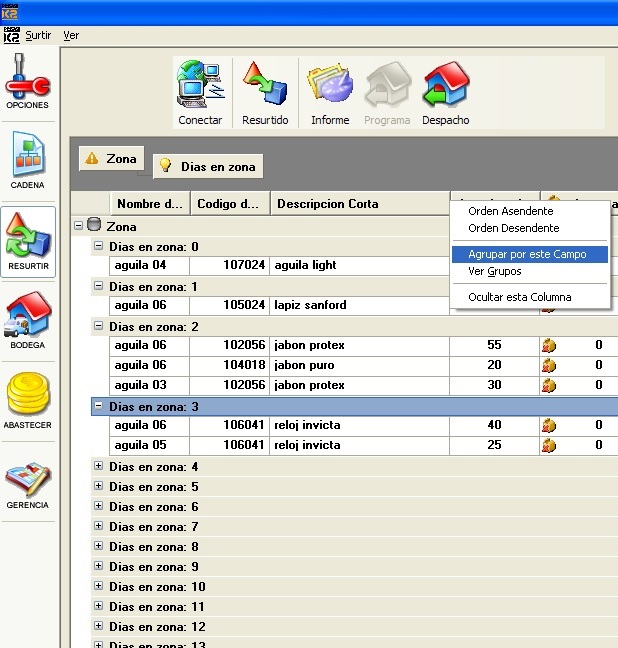 K2
K2 Surtir Ver
OPCIONES
CADENA
RESURTIR
BODEGA
ABASTECER
GERENCIA
Conectar Resurtido Informe Programa Despacho
Zona
Dias en zona
Nombre d... Codigo d... Descripcion Corta
Orden Asendente
Orden Desendente
Agrupar por este Campo
Ver Grupos
Ocultar esta Columna
Zona
Dias en zona: 0
aguila 04 107024 aguila light
Dias en zona: 1
aguila 06 105024 lapiz sanford
Dias en zona: 2
aguila 06 102056 jabon protex 55 0
aguila 06 104018 jabon puro 20 0
aguila 03 102056 jabon protex 30 0
Dias en zona: 3
aguila 06 106041 reloj invicta 40 0
aguila 05 106041 reloj invicta 25 0
Dias en zona: 4
Dias en zona: 5
Dias en zona: 6
Dias en zona: 7
Dias en zona: 8
Dias en zona: 9
Dias en zona: 10
Dias en zona: 11
Dias en zona: 12
Dias en zona: 13